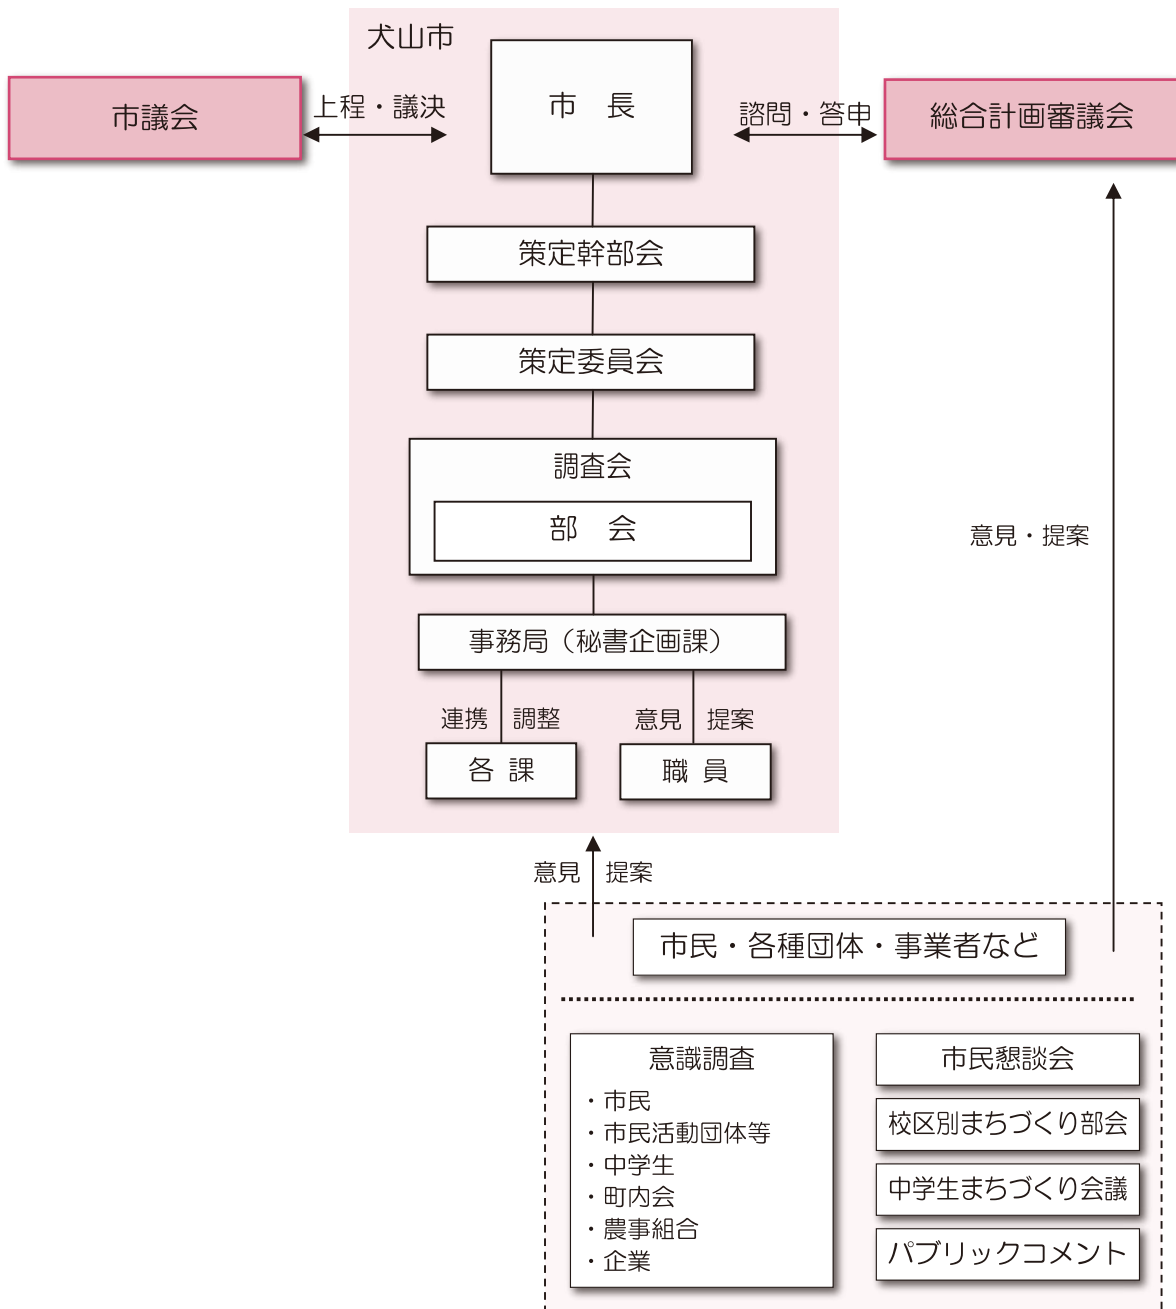 犬山市
市議会
上程・議決
市　長
諮問・答申
総合計画審議会
策定幹部会
策定委員会
調査会
部　会
意見・提案
事務局（秘書企画課）
連携 調整
意見 提案
各 課
職 員
意見 提案
市民・各種団体・事業者など
意識調査
・市民
・市民活動団体等
・中学生
・町内会
・農事組合
・企業
市民懇談会
校区別まちづくり部会
中学生まちづくり会議
パブリックコメント